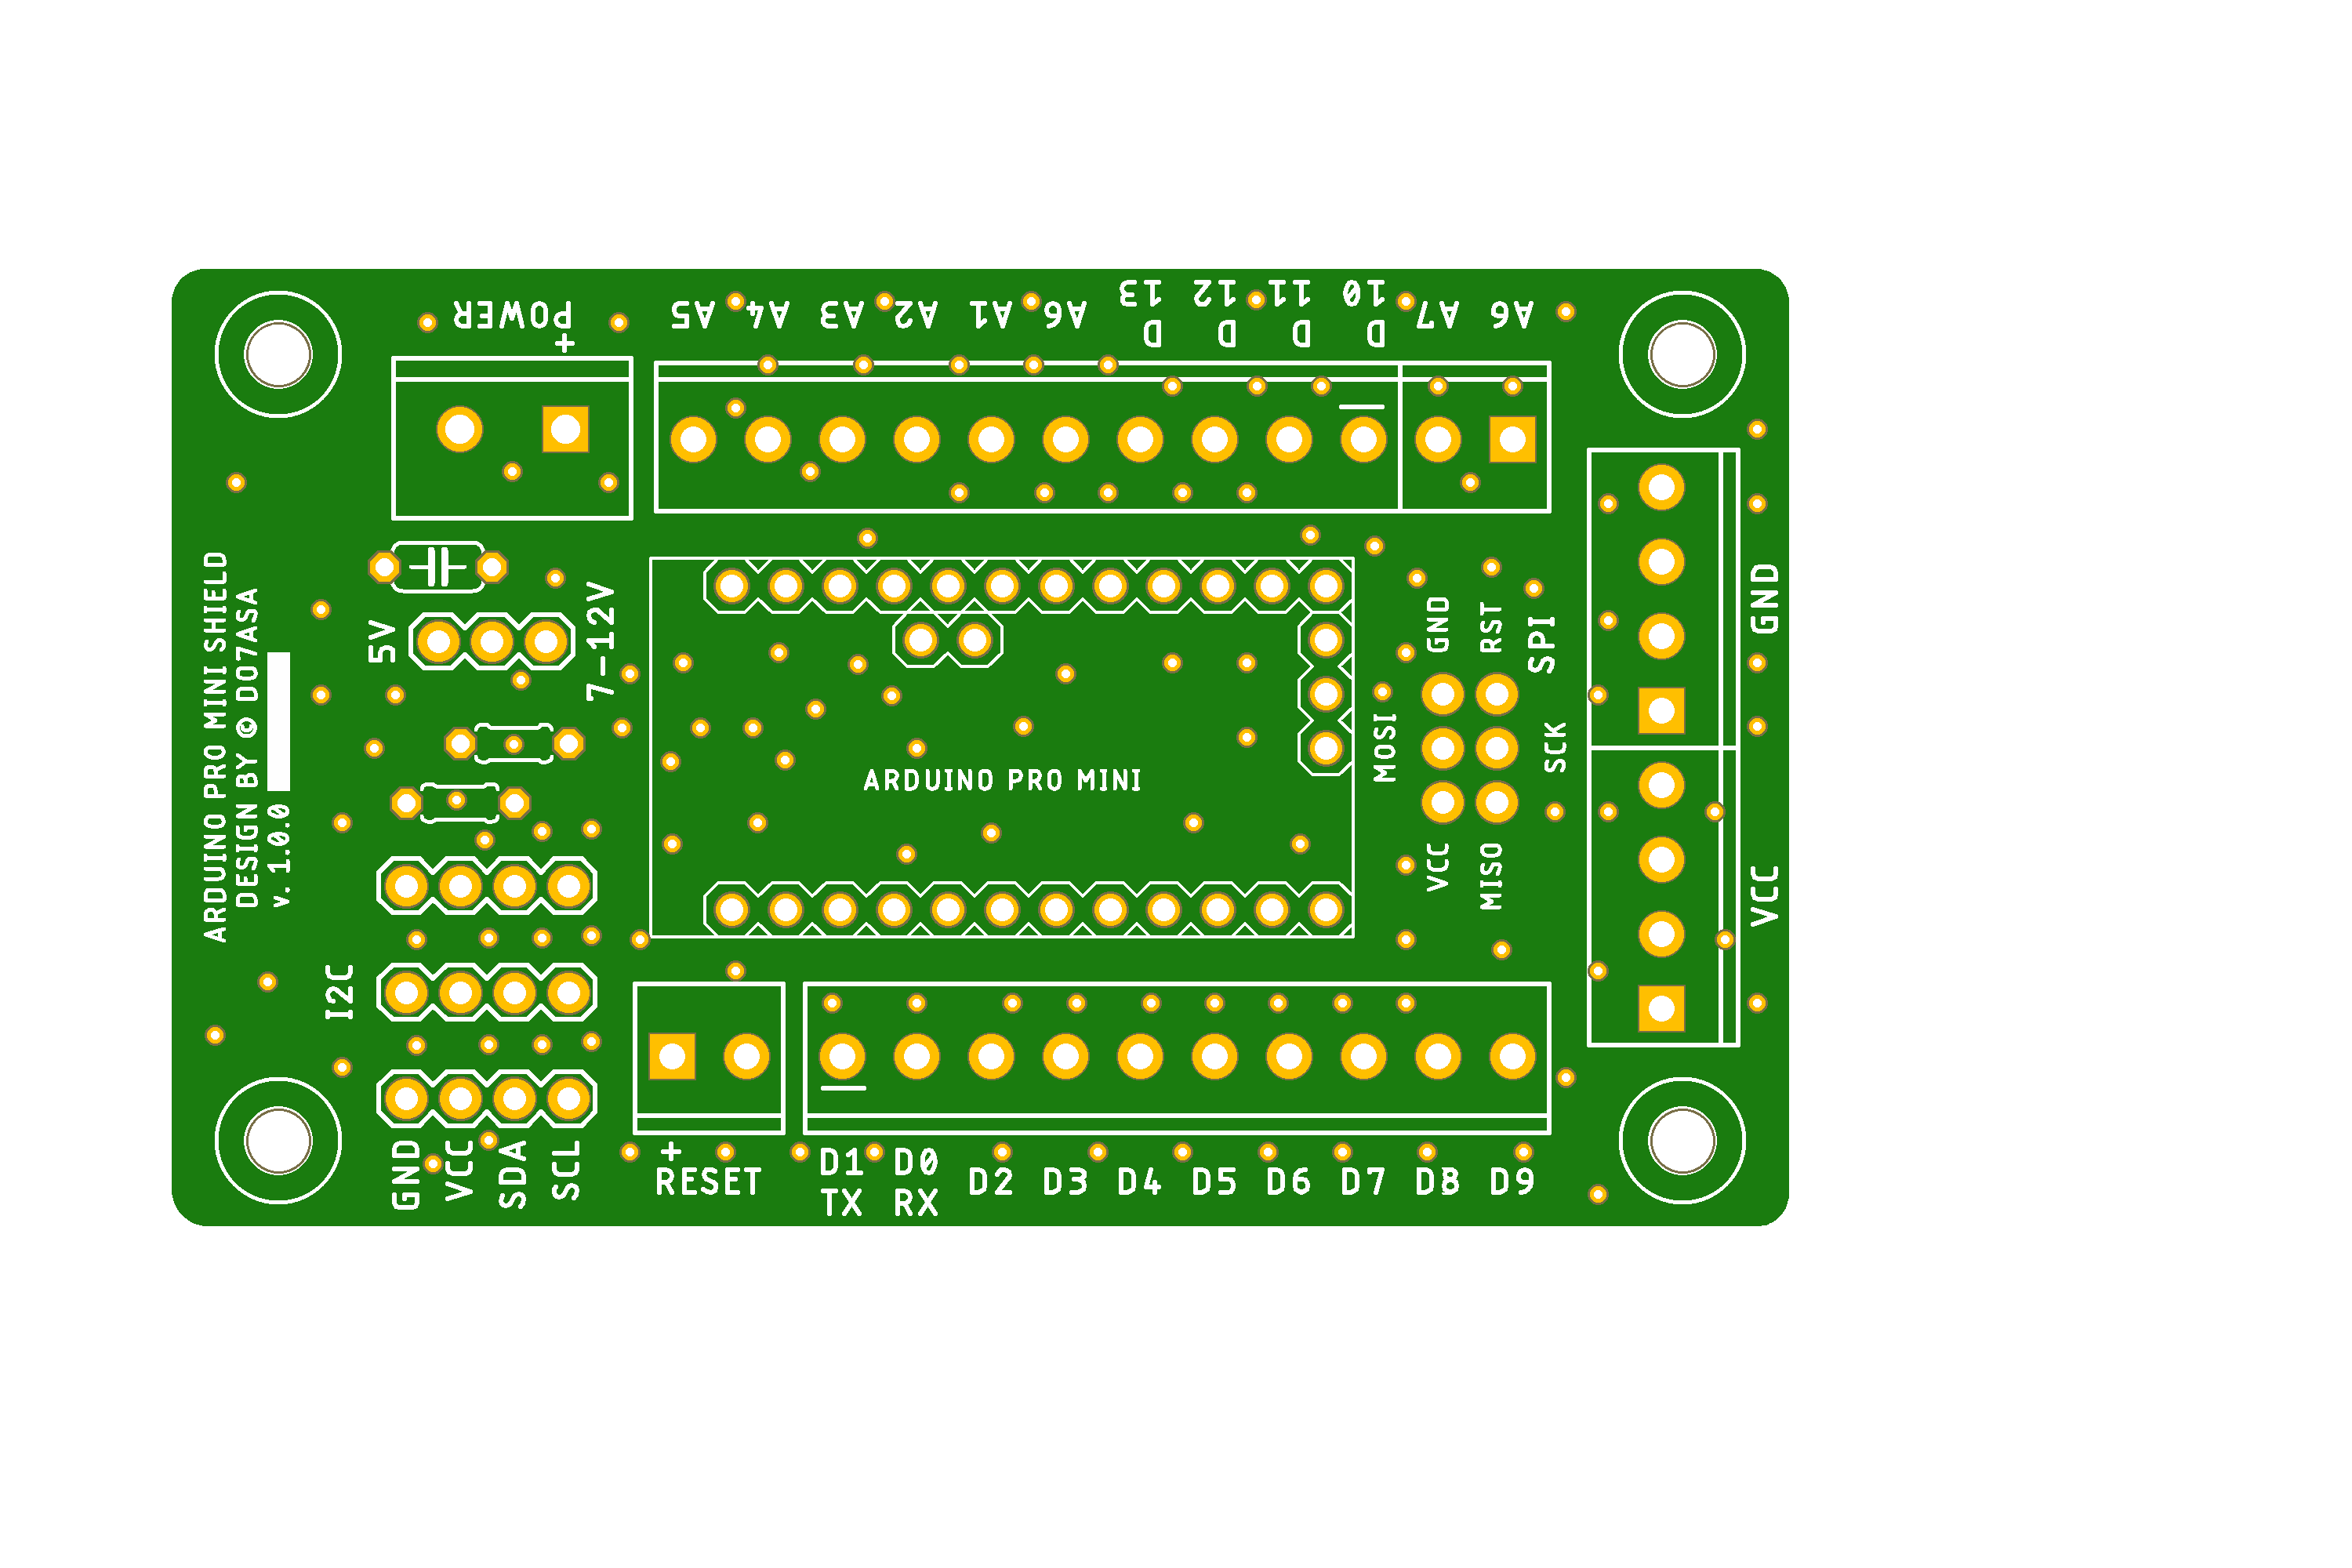 POWER
+
A5 A4 A3 A2 A1 A6 D 13 D 12 D 11 D 10 A7 A6
ARDUINO PRO MINI SHIELD
DESIGN BY © DO7ASA
v. 1.0.0
5V
7-12V
ARDUINO PRO MINI
GND
RST
SPI
MOSI
SCK
VCC
MISO
GND
VCC
I2C
GND
VCC
SDA
SCL
+
RESET
D1 D0
TX RX
D2 D3 D4 D5 D6 D7 D8 D9